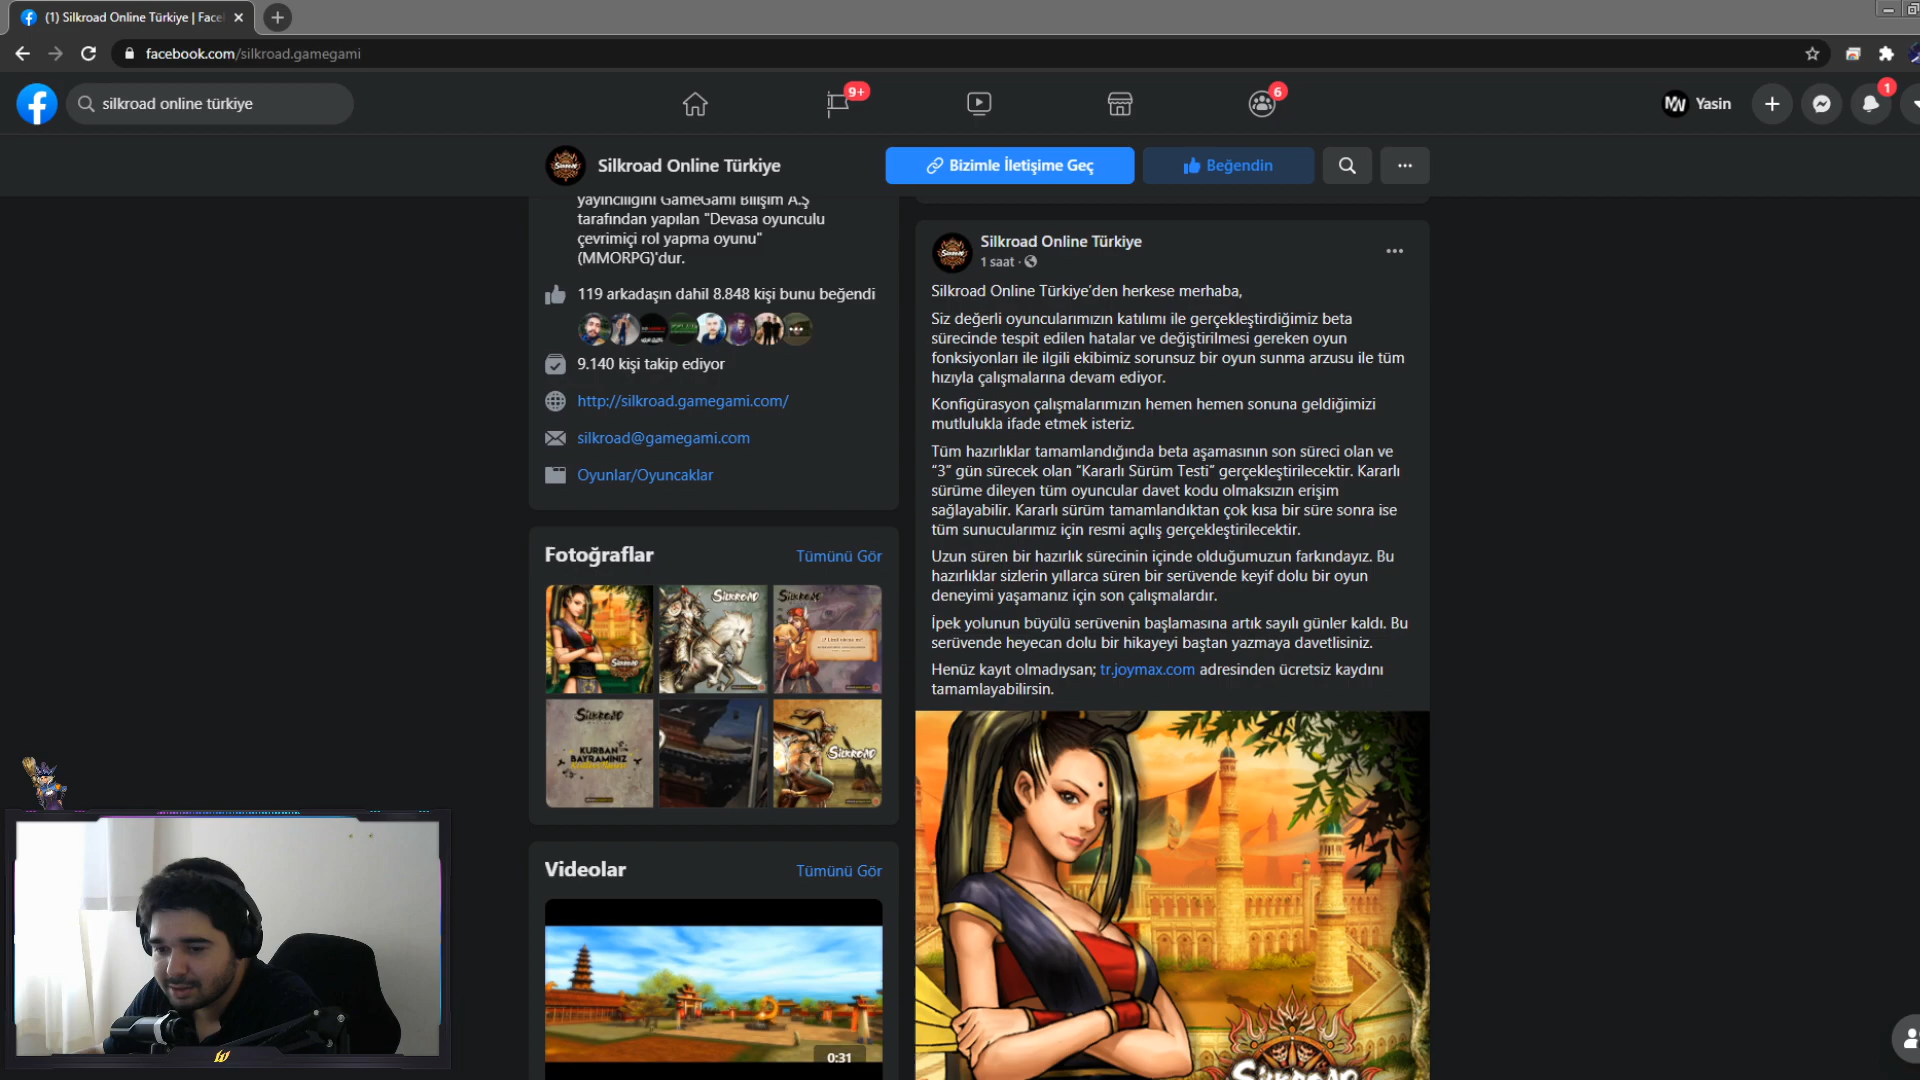 (1) Silkroad Online Türkiye | Face
facebook.com/silkroad.gamegami
silkroad online türkiye
9+
6
Yasin
1
Silkroad Online Türkiye
Bizimle İletişime Geç
Beğendin
yayıncılığını GameGami Bilişim A.Ş
tarafından yapılan "Devasa oyunculu
çevrimiçi rol yapma oyunu"
(MMORPG)'dur.
119 arkadaşın dahil 8.848 kişi bunu beğendi
9.140 kişi takip ediyor
http://silkroad.gamegami.com/
silkroad@gamegami.com
Oyunlar/Oyuncaklar
Fotoğraflar
Tümünü Gör
SILKROAD
SILKROAD
SILKROAD
KURBAN
BAYRAMINIZ
SILKROAD
Videolar
Tümünü Gör
0:31
Silkroad Online Türkiye
1 saat ·
Silkroad Online Türkiye'den herkese merhaba,
Siz değerli oyuncularımızın katılımı ile gerçekleştirdiğimiz beta
sürecinde tespit edilen hatalar ve değiştirilmesi gereken oyun
fonksiyonları ile ilgili ekibimiz sorunsuz bir oyun sunma arzusu ile tüm
hızıyla çalışmalarına devam ediyor.
Konfigürasyon çalışmalarımızın hemen hemen sonuna geldiğimizi
mutlulukla ifade etmek isteriz.
Tüm hazırlıklar tamamlandığında beta aşamasının son süreci olan ve
"3" gün sürecek olan "Kararlı Sürüm Testi" gerçekleştirilecektir. Kararlı
sürüme dileyen tüm oyuncular davet kodu olmaksızın erişim
sağlayabilir. Kararlı sürüm tamamlandıktan çok kısa bir süre sonra ise
tüm sunucularımız için resmi açılış gerçekleştirilecektir.
Uzun süren bir hazırlık sürecinin içinde olduğumuzun farkındayız. Bu
hazırlıklar sizlerin yıllarca süren bir serüvende keyif dolu bir oyun
deneyimi yaşamanız için son çalışmalardır.
İpek yolunun büyülü serüvenin başlamasına artık sayılı günler kaldı. Bu
serüvende heyecan dolu bir hikayeyi baştan yazmaya davetlisiniz.
Henüz kayıt olmadıysan; tr.joymax.com adresinden ücretsiz kaydını
tamamlayabilirsin.
SILKROAD